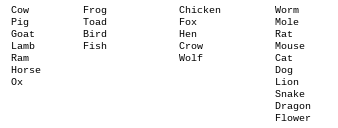 Cow Frog Chicken Worm
Pig Toad Fox Mole
Goat Bird Hen Rat
Lamb Fish Crow Mouse
Ram Wolf Cat
Horse Dog
Ox Lion
Snake
Dragon
Flower